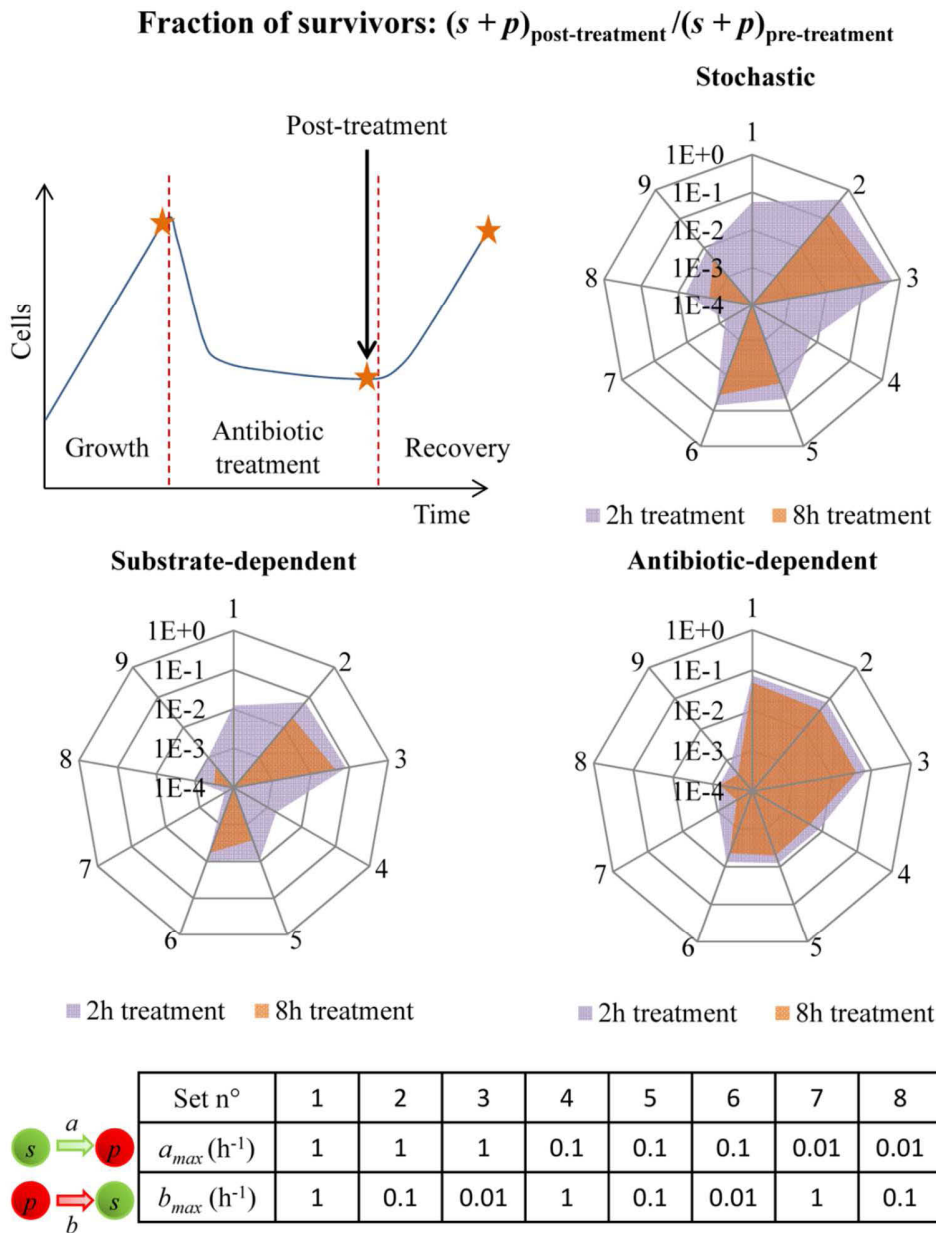 Fraction of survivors: (s + p)post-treatment /(s + p)pre-treatment
Stochastic
Post-treatment
Cells
Growth
Antibiotic
treatment
Recovery
Time
1
2
3
4
5
6
7
8
9
1E+0
1E-1
1E-2
1E-3
1E-4
2h treatment 8h treatment
Substrate-dependent
1
2
3
4
5
6
7
8
9
1E+0
1E-1
1E-2
1E-3
1E-4
2h treatment 8h treatment
Antibiotic-dependent
1
2
3
4
5
6
7
8
9
1E+0
1E-1
1E-2
1E-3
1E-4
2h treatment 8h treatment
Set n° 1 2 3 4 5 6 7 8
s a p amax (h-1) 1 1 1 0.1 0.1 0.1 0.01 0.01
p b s bmax (h-1) 1 0.1 0.01 1 0.1 0.01 1 0.1